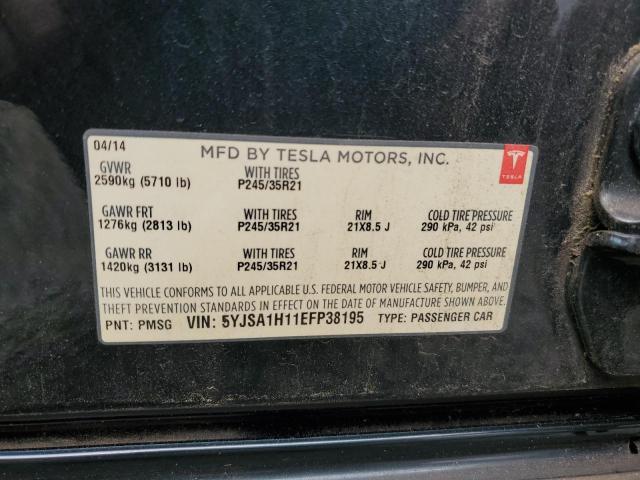 04/14
MFD BY TESLA MOTORS, INC.
TESLA
GVWR WITH TIRES
2590kg (5710 lb) P245/35R21
GAWR FRT WITH TIRES RIM COLD TIRE PRESSURE
1276kg (2813 lb) P245/35R21 21X8.5 J 290 kPa, 42 psi
GAWR RR WITH TIRES RIM COLD TIRE PRESSURE
1420kg (3131 lb) P245/35R21 21X8.5 J 290 kPa, 42 psi
THIS VEHICLE CONFORMS TO ALL APPLICABLE U.S. FEDERAL MOTOR VEHICLE SAFETY, BUMPER, AND
THEFT PREVENTION STANDARDS IN EFFECT ON THE DATE OF MANUFACTURE SHOWN ABOVE.
PNT: PMSG VIN: 5YJSA1H11EFP38195 TYPE: PASSENGER CAR